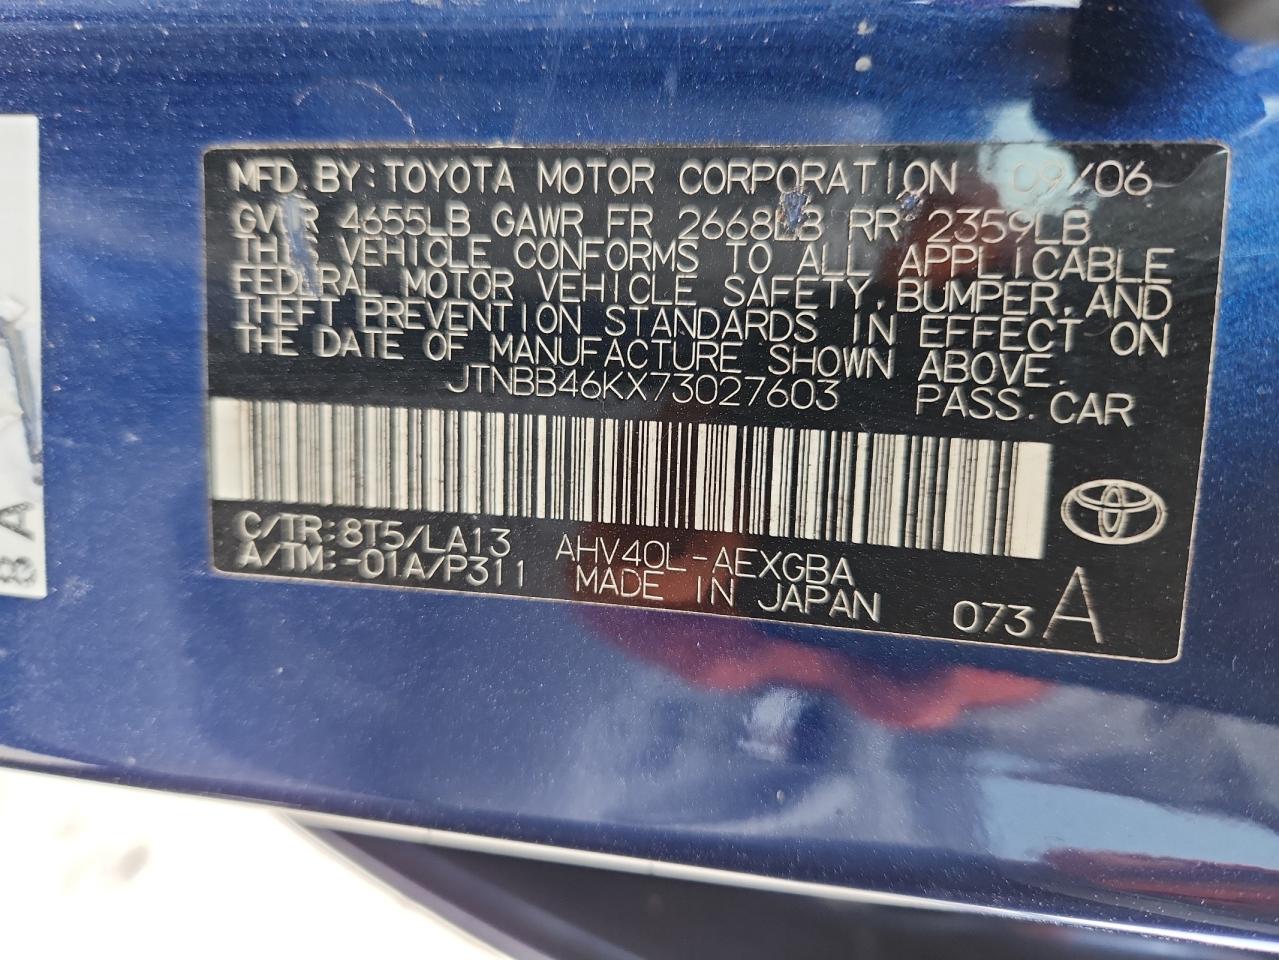 MFD. BY: TOYOTA MOTOR CORPORATION 09/06
GVWR 4655LB GAWR FR 2668LB RR 2359LB
THIS VEHICLE CONFORMS TO ALL APPLICABLE
FEDERAL MOTOR VEHICLE SAFETY, BUMPER, AND
THEFT PREVENTION STANDARDS IN EFFECT ON
THE DATE OF MANUFACTURE SHOWN ABOVE.
JTNBB46KX73027603 PASS. CAR
C/TR: 8T5/LA13 AHV40L-AEXGBA
A/TM: -01A/P311 MADE IN JAPAN 073 A